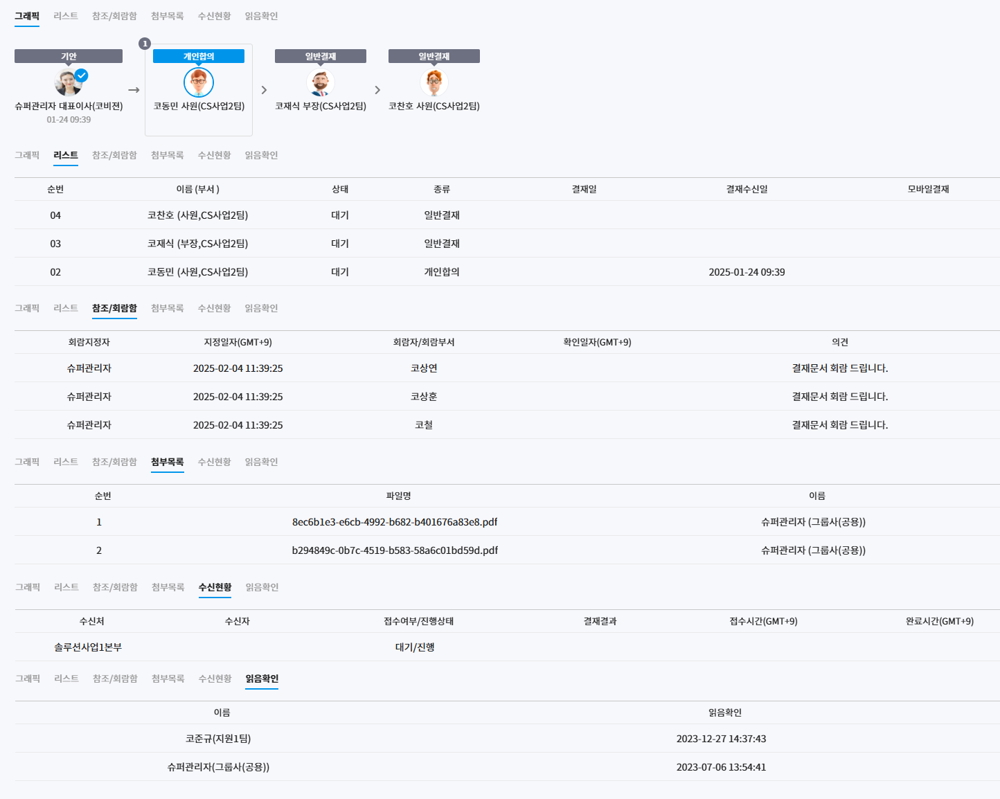 그래픽 리스트 참조/회람함 첨부목록 수신현황 읽음확인
1
기안 개인합의 일반결재 일반결재
슈퍼관리자 대표이사(코비젼) 코동민 사원(CS사업2팀) 코재식 부장(CS사업2팀) 코찬호 사원(CS사업2팀)
01-24 09:39
그래픽 리스트 참조/회람함 첨부목록 수신현황 읽음확인
순번 이름 (부서 ) 상태 종류 결재일 결재수신일 모바일결재
04 코찬호 (사원,CS사업2팀) 대기 일반결재
03 코재식 (부장,CS사업2팀) 대기 일반결재
02 코동민 (사원,CS사업2팀) 대기 개인합의 2025-01-24 09:39
그래픽 리스트 참조/회람함 첨부목록 수신현황 읽음확인
회람지정자 지정일자(GMT+9) 회람자/회람부서 확인일자(GMT+9) 의견
슈퍼관리자 2025-02-04 11:39:25 코상연 결재문서 회람 드립니다.
슈퍼관리자 2025-02-04 11:39:25 코상훈 결재문서 회람 드립니다.
슈퍼관리자 2025-02-04 11:39:25 코철 결재문서 회람 드립니다.
그래픽 리스트 참조/회람함 첨부목록 수신현황 읽음확인
순번 파일명 이름
1 8ec6b1e3-e6cb-4992-b682-b401676a83e8.pdf 슈퍼관리자 (그룹사(공용))
2 b294849c-0b7c-4519-b583-58a6c01bd59d.pdf 슈퍼관리자 (그룹사(공용))
그래픽 리스트 참조/회람함 첨부목록 수신현황 읽음확인
수신처 수신자 접수여부/진행상태 결재결과 접수시간(GMT+9) 완료시간(GMT+9)
솔루션사업1본부 대기/진행
그래픽 리스트 참조/회람함 첨부목록 수신현황 읽음확인
이름 읽음확인
코준규(지원1팀) 2023-12-27 14:37:43
슈퍼관리자(그룹사(공용)) 2023-07-06 13:54:41